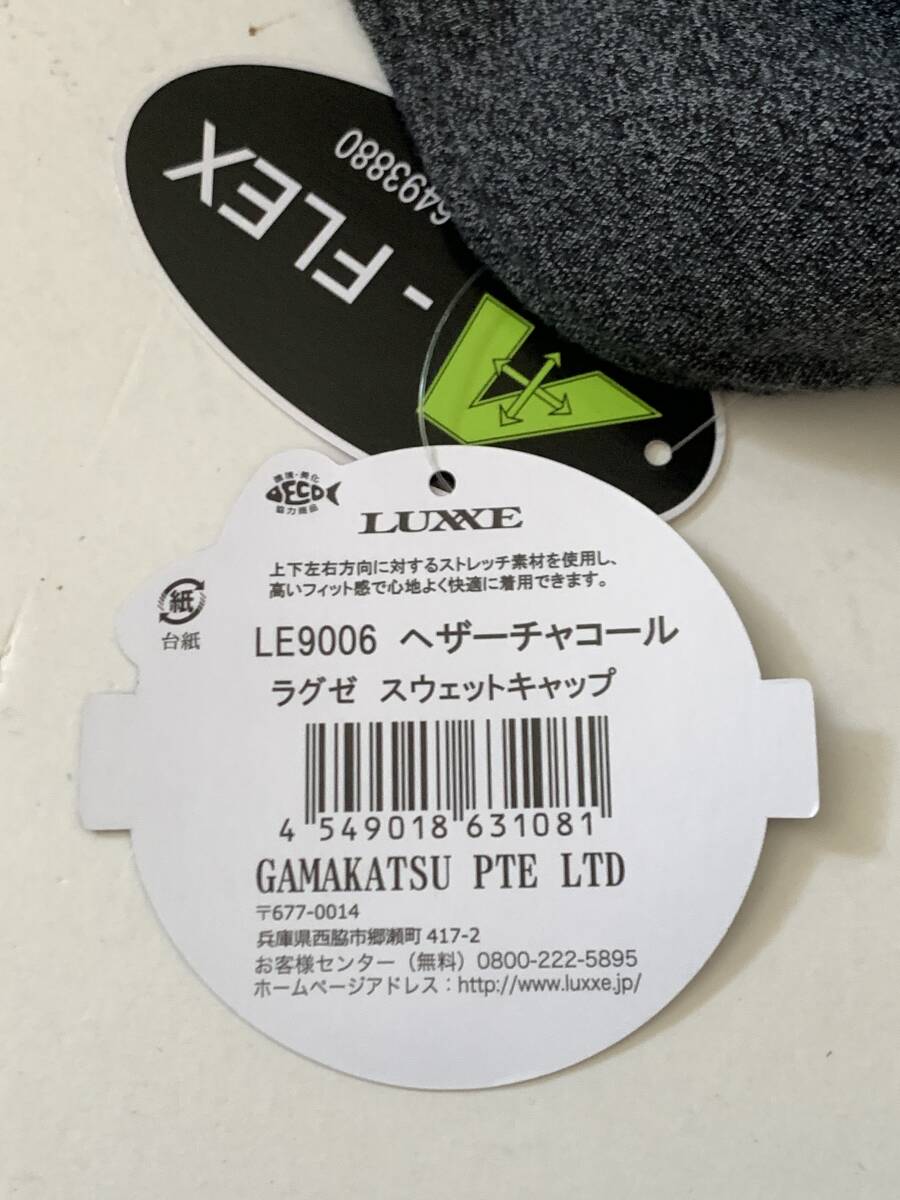 - FLEX
6493880
環境・美化
ECO
協力商品
LUXXE
上下左右方向に対するストレッチ素材を使用し、
高いフィット感で心地よく快適に着用できます。
紙
台紙
LE9006 ヘザーチャコール
ラグゼ スウェットキャップ
4 549018 631081
GAMAKATSU PTE LTD
〒677-0014
兵庫県西脇市郷瀬町 417-2
お客様センター（無料）0800-222-5895
ホームページアドレス：http://www.luxxe.jp/